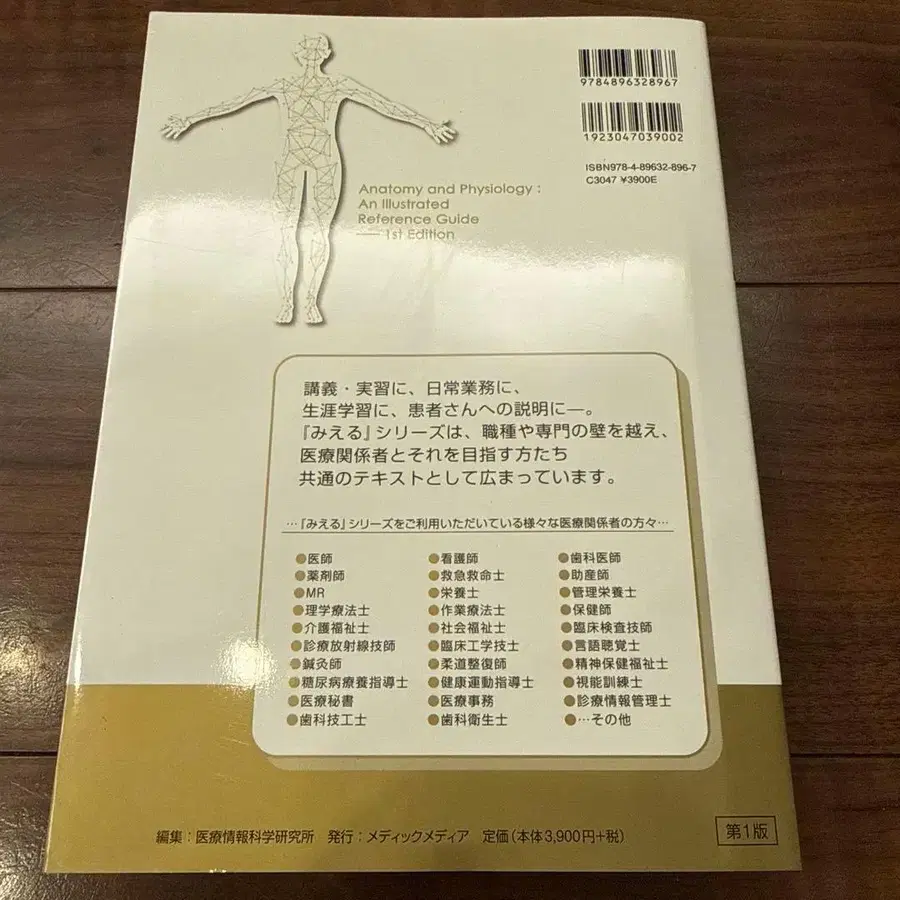 9784896328967
1923047039002
ISBN978-4-89632-896-7
C3047 ¥3900E
Anatomy and Physiology :
An Illustrated
Reference Guide
— 1st Edition
講義・実習に、日常業務に、
生涯学習に、患者さんへの説明に―。
『みえる』シリーズは、職種や専門の壁を越え、
医療関係者とそれを目指す方たち
共通のテキストとして広まっています。
…『みえる』シリーズをご利用いただいている様々な医療関係者の方々…
●医師 ●看護師 ●歯科医師
●薬剤師 ●救急救命士 ●助産師
●MR ●栄養士 ●管理栄養士
●理学療法士 ●作業療法士 ●保健師
●介護福祉士 ●社会福祉士 ●臨床検査技師
●診療放射線技師 ●臨床工学技士 ●言語聴覚士
●鍼灸師 ●柔道整復師 ●精神保健福祉士
●糖尿病療養指導士 ●健康運動指導士 ●視能訓練士
●医療秘書 ●医療事務 ●診療情報管理士
●歯科技工士 ●歯科衛生士 ●…その他
編集：医療情報科学研究所 発行：メディックメディア 定価（本体3,900円+税）
第1版